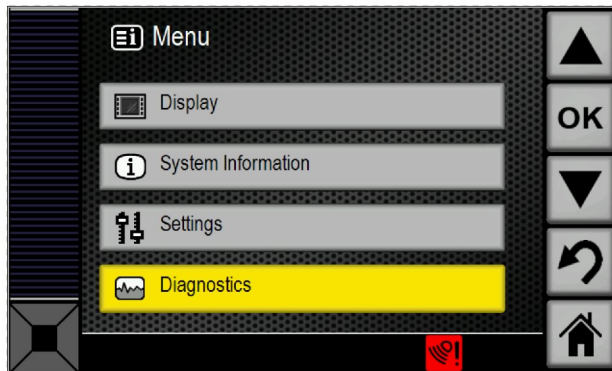 Menu
Display
OK
System Information
Settings
Diagnostics